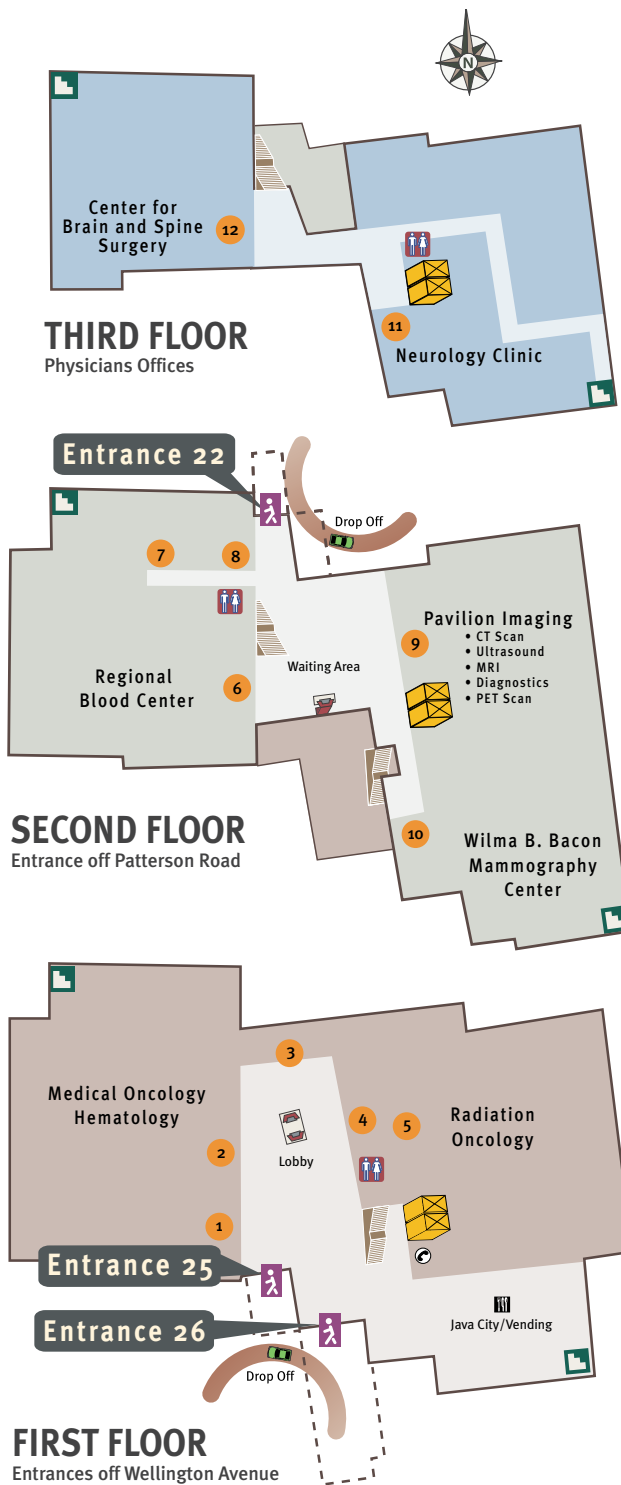 N
Center for
Brain and Spine
Surgery
12
11
Neurology Clinic
THIRD FLOOR
Physicians Offices
Entrance 22
Drop Off
7
8
9
Pavilion Imaging
• CT Scan
• Ultrasound
• MRI
• Diagnostics
• PET Scan
Waiting Area
Regional
Blood Center
6
10
SECOND FLOOR
Entrance off Patterson Road
Wilma B. Bacon
Mammography
Center
3
Medical Oncology
Hematology
4
5
Radiation
Oncology
2
Lobby
1
Entrance 25
Entrance 26
Java City/Vending
Drop Off
FIRST FLOOR
Entrances off Wellington Avenue